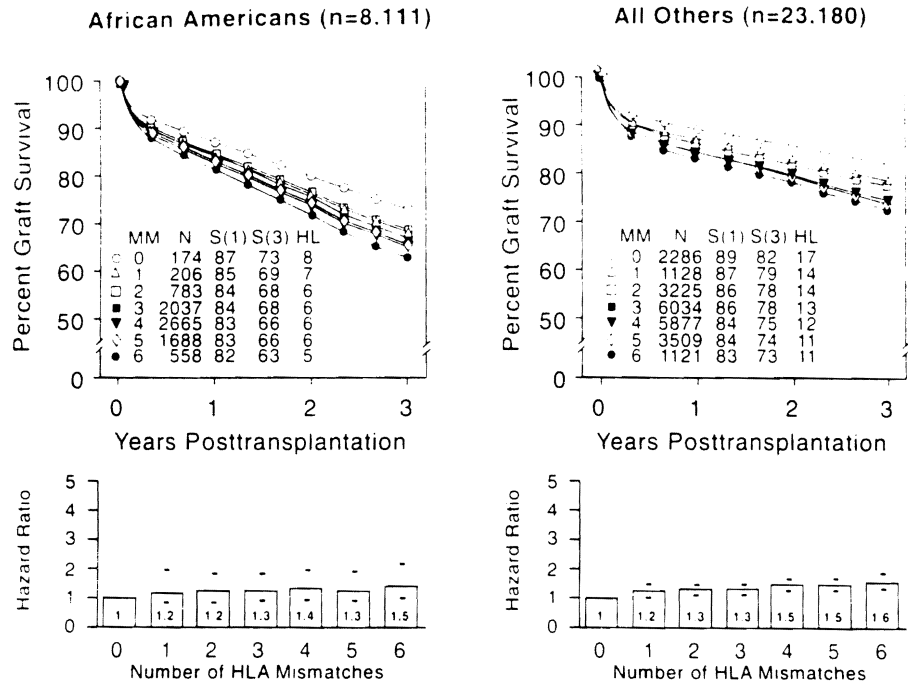 African Americans (n=8.111)
Percent Graft Survival
100
90
80
70
60
50
0
MM N S(1) S(3) HL
0 174 87 73 8
1 206 85 69 7
2 783 84 68 6
3 2037 84 68 6
4 2665 83 66 6
5 1688 83 66 6
6 558 82 63 5
0 1 2 3
Years Posttransplantation
All Others (n=23.180)
Percent Graft Survival
100
90
80
70
60
50
0
MM N S(1) S(3) HL
0 2286 89 82 17
1 1128 87 79 14
2 3225 86 78 14
3 6034 86 78 13
4 5877 84 75 12
5 3509 84 74 11
6 1121 83 73 11
0 1 2 3
Years Posttransplantation
Hazard Ratio
5
4
3
2
1
0
1 1.2 1.2 1.3 1.4 1.3 1.5
0 1 2 3 4 5 6
Number of HLA Mismatches
Hazard Ratio
5
4
3
2
1
0
1 1.2 1.3 1.3 1.5 1.5 1.6
0 1 2 3 4 5 6
Number of HLA Mismatches